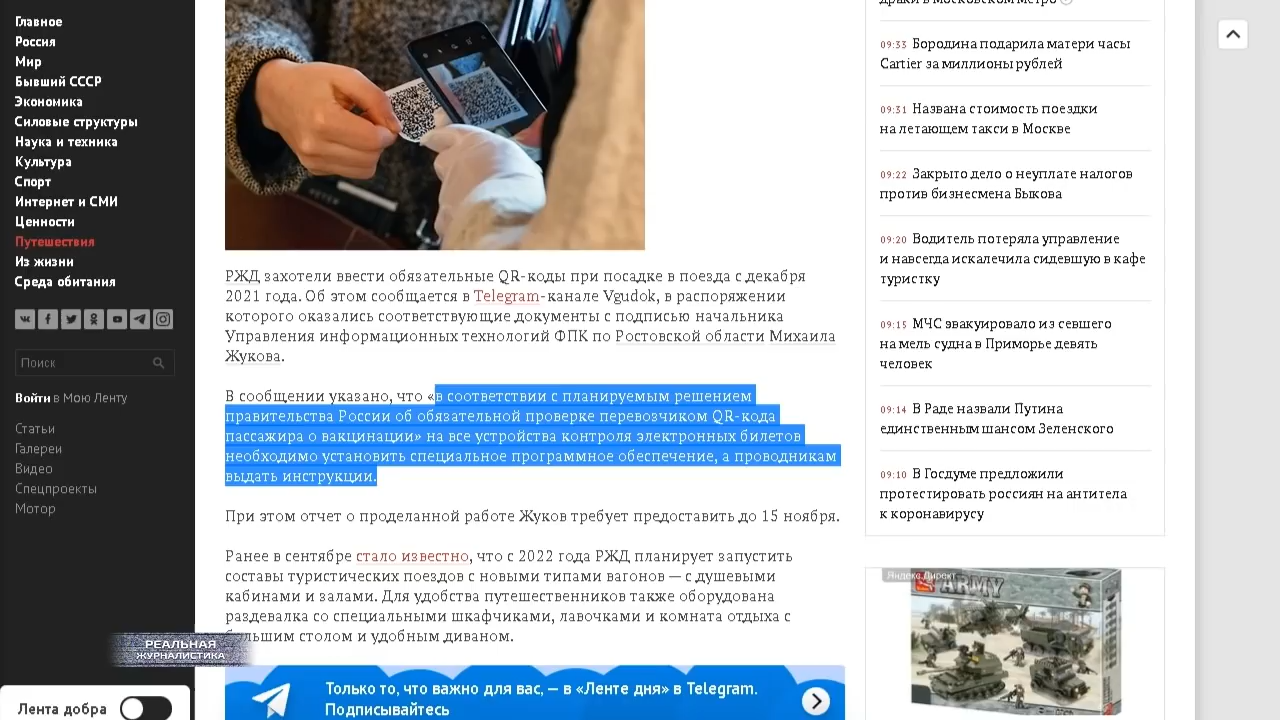 Главное
Россия
Мир
Бывший СССР
Экономика
Силовые структуры
Наука и техника
Культура
Спорт
Интернет и СМИ
Ценности
Путешествия
Из жизни
Среда обитания
Поиск
Войти в Мою Ленту
Статьи
Галереи
Видео
Спецпроекты
Мотор
РЕАЛЬНАЯ
ЖУРНАЛИСТИКА
Лента добра
РЖД захотели ввести обязательные QR-коды при посадке в поезда с декабря
2021 года. Об этом сообщается в Telegram-канале Vgudok, в распоряжении
которого оказались соответствующие документы с подписью начальника
Управления информационных технологий ФПК по Ростовской области Михаила
Жукова.
В сообщении указано, что «в соответствии с планируемым решением
правительства России об обязательной проверке перевозчиком QR-кода
пассажира о вакцинации» на все устройства контроля электронных билетов
необходимо установить специальное программное обеспечение, а проводникам
выдать инструкции.
При этом отчет о проделанной работе Жуков требует предоставить до 15 ноября.
Ранее в сентябре стало известно, что с 2022 года РЖД планирует запустить
составы туристических поездов с новыми типами вагонов — с душевыми
кабинами и залами. Для удобства путешественников также оборудована
раздевалка со специальными шкафчиками, лавочками и комната отдыха с
большим столом и удобным диваном.
Только то, что важно для вас, — в «Ленте дня» в Telegram.
Подписывайтесь
драки в московском метро
09:33 Бородина подарила матери часы
Cartier за миллионы рублей
09:31 Названа стоимость поездки
на летающем такси в Москве
09:22 Закрыто дело о неуплате налогов
против бизнесмена Быкова
09:20 Водитель потеряла управление
и навсегда искалечила сидевшую в кафе
туристку
09:15 МЧС эвакуировало из севшего
на мель судна в Приморье девять
человек
09:14 В Раде назвали Путина
единственным шансом Зеленского
09:10 В Госдуме предложили
протестировать россиян на антитела
к коронавирусу
Яндекс.Директ
ARMY